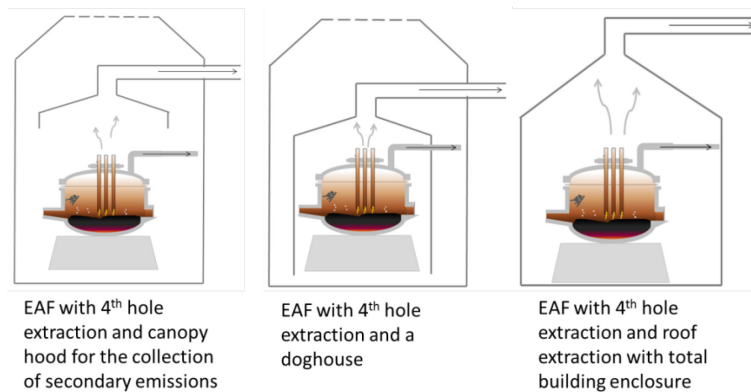 EAF with 4th hole
extraction and canopy
hood for the collection
of secondary emissions
EAF with 4th hole
extraction and a
doghouse
EAF with 4th hole
extraction and roof
extraction with total
building enclosure